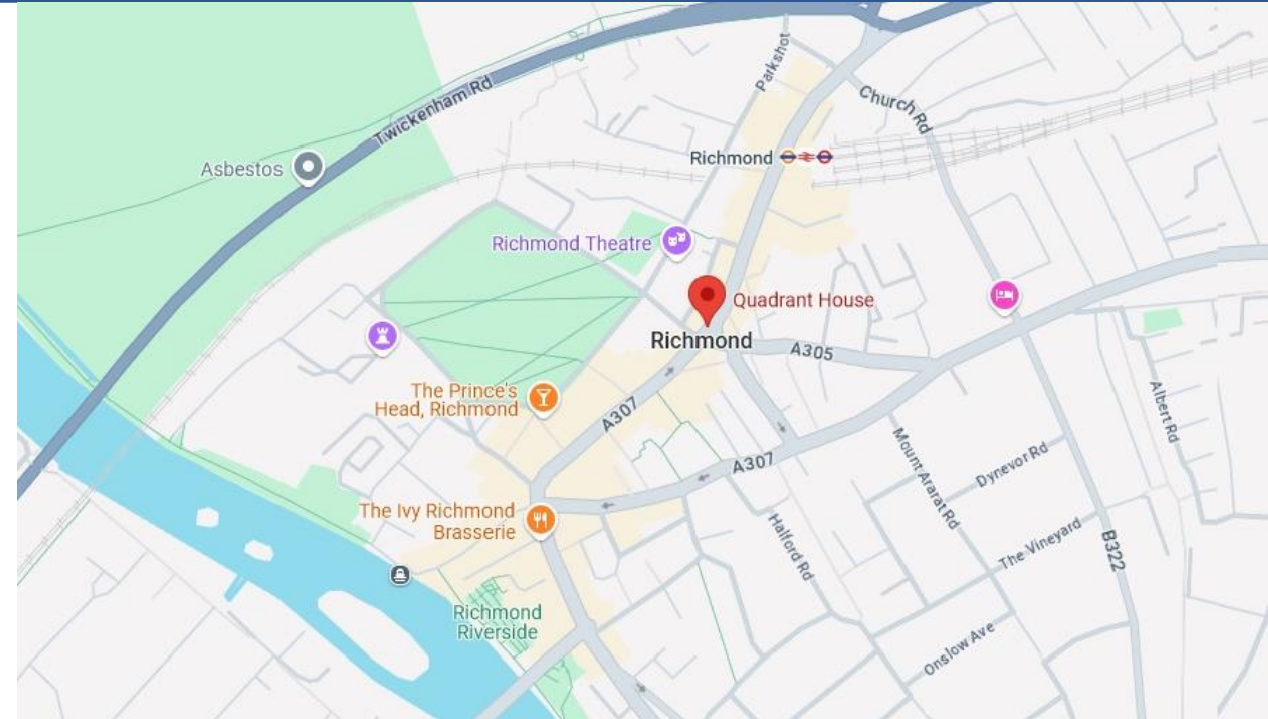 Parkshot
Church Rd
Twickenham Rd
Richmond
Asbestos
Richmond Theatre
Quadrant House
Richmond
A305
The Prince's
Head, Richmond
A307
Albert Rd
A307
Mount Ararat Rd
Dynevor Rd
The Ivy Richmond
Brasserie
Halford Rd
The Vineyard
B322
Richmond
Riverside
Onslow Ave